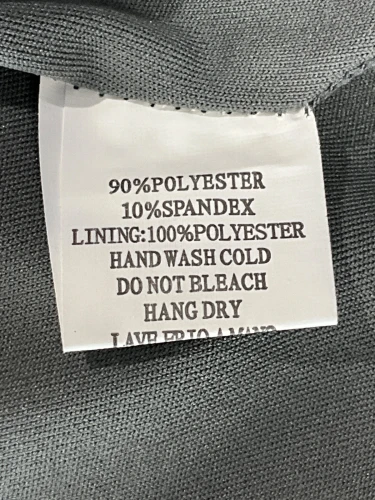 90%POLYESTER
10%SPANDEX
LINING:100%POLYESTER
HAND WASH COLD
DO NOT BLEACH
HANG DRY